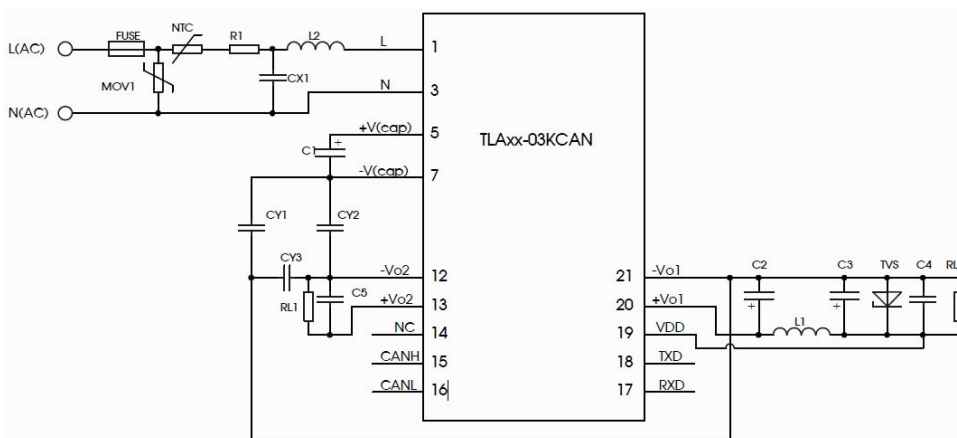 L(AC)
FUSE
NTC
R1
L2
L
1
MOV1
CX1
N(AC)
N
3
+V(cap)
5
C1
+
-V(cap)
7
TLAxx-03KCAN
CY1
CY2
CY3
-Vo2
12
RL1
C5
+Vo2
13
NC
14
CANH
15
CANL
16
21
-Vo1
20
+Vo1
19
VDD
18
TXD
17
RXD
C2
+
L1
C3
+
TVS
C4
RL